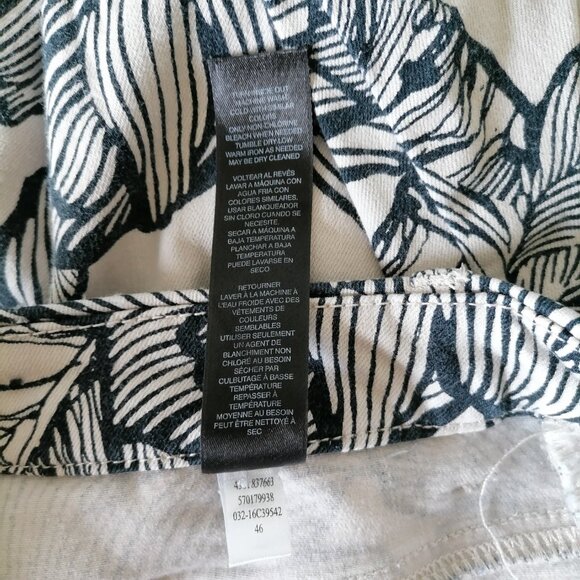 TURN INSIDE OUT
MACHINE WASH
COLD WITH SIMILAR
COLORS
ONLY NON-CHLORINE
BLEACH WHEN NEEDED
TUMBLE DRY LOW
WARM IRON AS NEEDED
MAY BE DRY CLEANED
VOLTEAR AL REVÉS
LAVAR A MÁQUINA CON
AGUA FRIA CON
COLORES SIMILARES.
USAR BLANQUEADOR
SIN CLORO CUANDO SE
NECESITE.
SECAR A MÁQUINA A
BAJA TEMPERATURA
PLANCHAR A BAJA
TEMPERATURA
PUEDE LAVARSE EN
SECO.
RETOURNER
LAVER À LA MACHINE À
L'EAU FROIDE AVEC DES
VÊTEMENTS DE
COULEURS
SEMBLABLES
UTILISER SEULEMENT
UN AGENT DE
BLANCHIMENT NON
CHLORÉ AU BESOIN
SÉCHER PAR
CULBUTAGE À BASSE
TEMPÉRATURE
REPASSER À
TEMPÉRATURE
MOYENNE AU BESOIN
PEUT ÊTRE NETTOYÉ À
SEC
570179938
032-16C39542
46